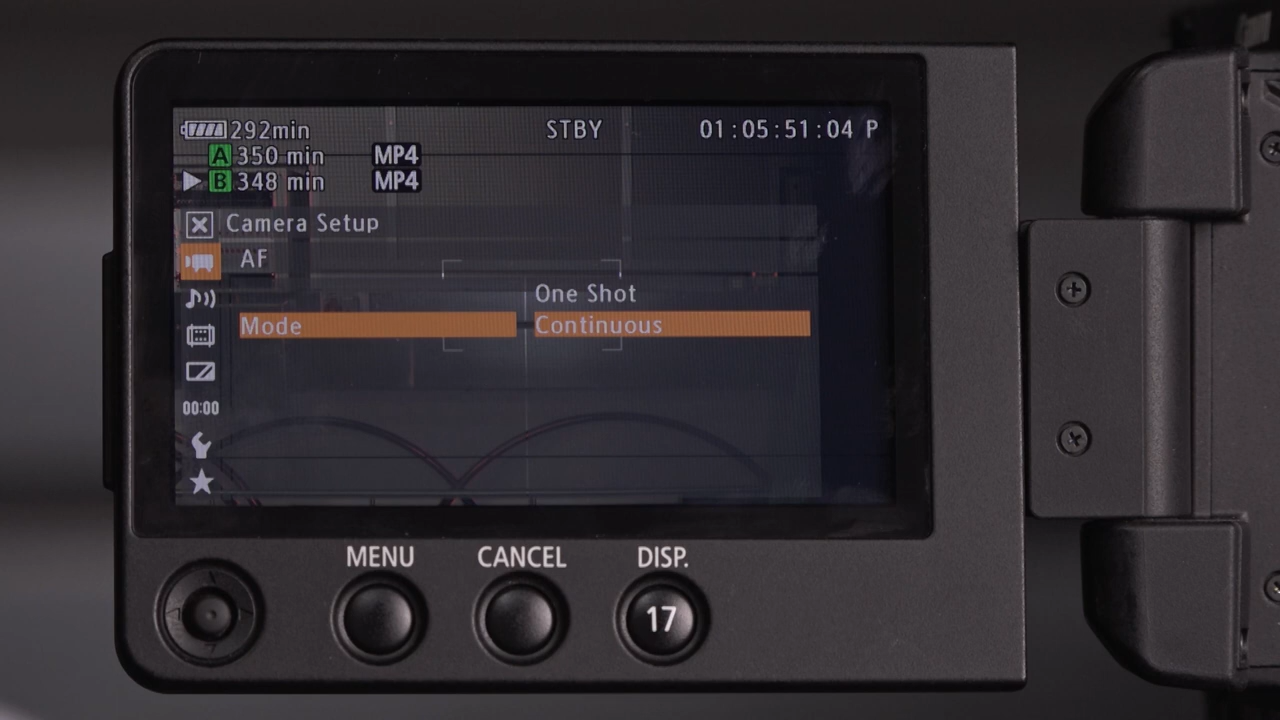 292min STBY 01:05:51:04 P
A 350 min MP4
B 348 min MP4
Camera Setup
AF
One Shot
Mode Continuous
00:00
MENU CANCEL DISP.
17